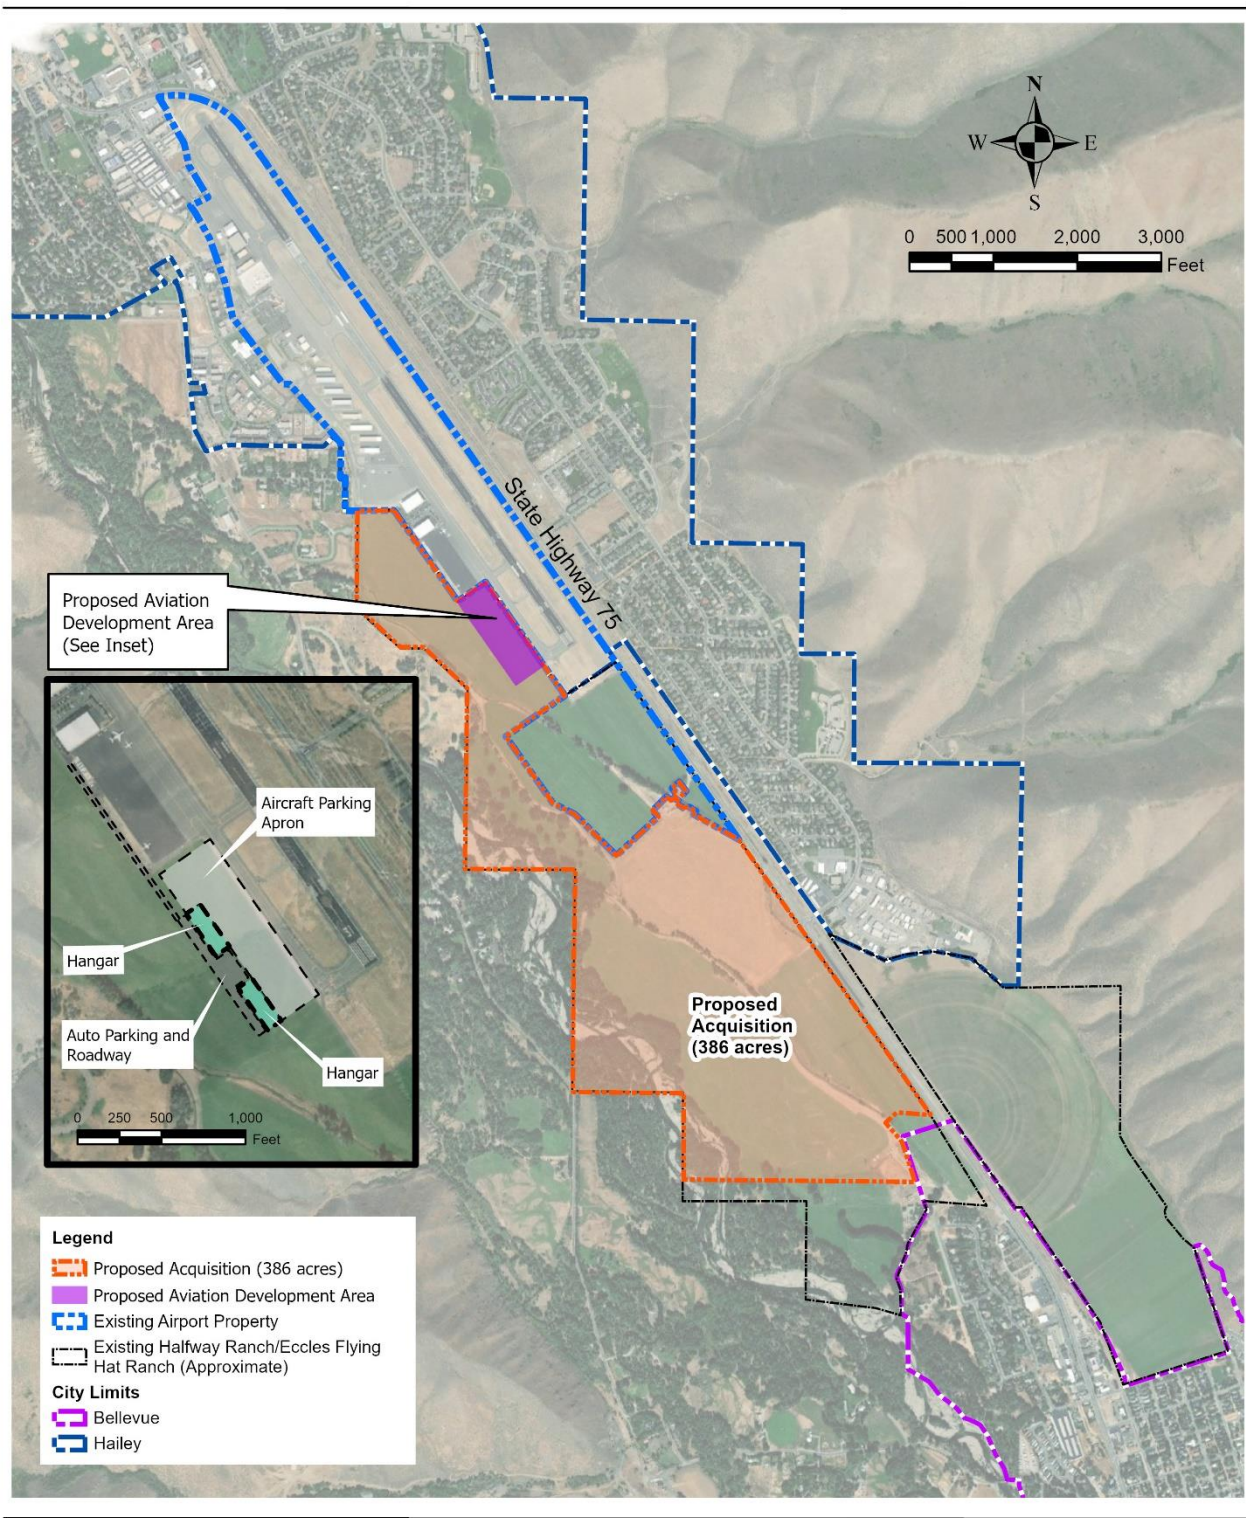 N
W E
S
0 500 1,000 2,000 3,000
Feet
State Highway 75
Proposed Aviation
Development Area
(See Inset)
Aircraft Parking
Apron
Hangar
Auto Parking and
Roadway
Hangar
0 250 500 1,000
Feet
Proposed
Acquisition
(386 acres)
Legend
Proposed Acquisition (386 acres)
Proposed Aviation Development Area
Existing Airport Property
Existing Halfway Ranch/Eccles Flying
Hat Ranch (Approximate)
City Limits
Bellevue
Hailey